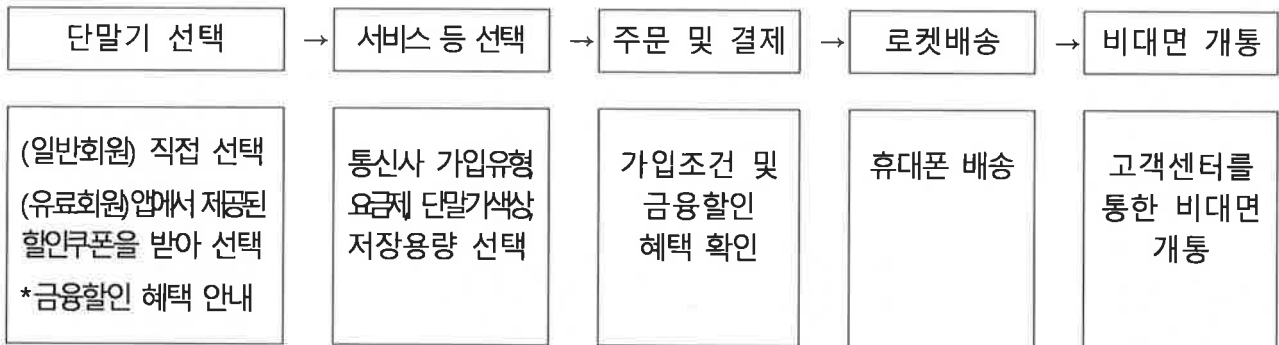 단말기 선택 → 서비스 등 선택 → 주문 및 결제 → 로켓배송 → 비대면 개통
(일반회원) 직접 선택
(유료회원)앱에서 제공된
할인쿠폰을 받아 선택
*금융할인 혜택 안내
통신사 가입유형,
요금제, 단말기색상,
저장용량 선택
가입조건 및
금융할인
혜택 확인
휴대폰 배송
고객센터를
통한 비대면
개통